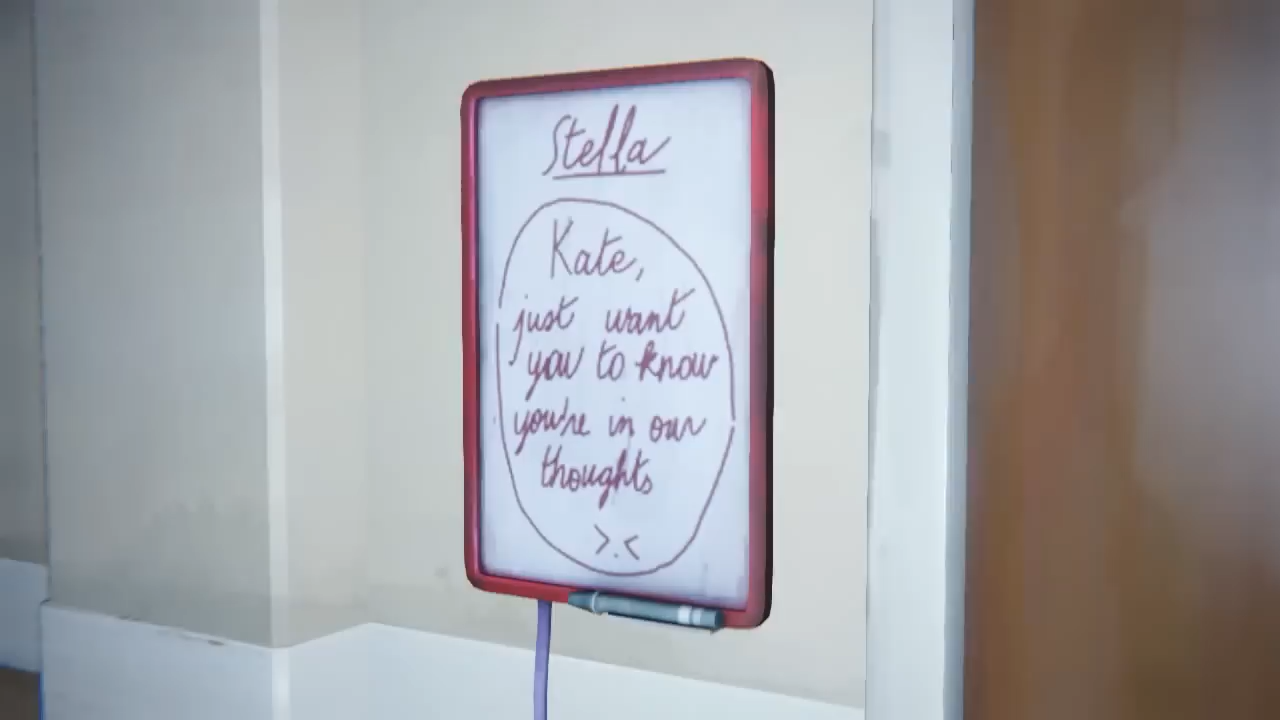 Stella
Kate,
just want
you to know
you're in our
thoughts
>.<